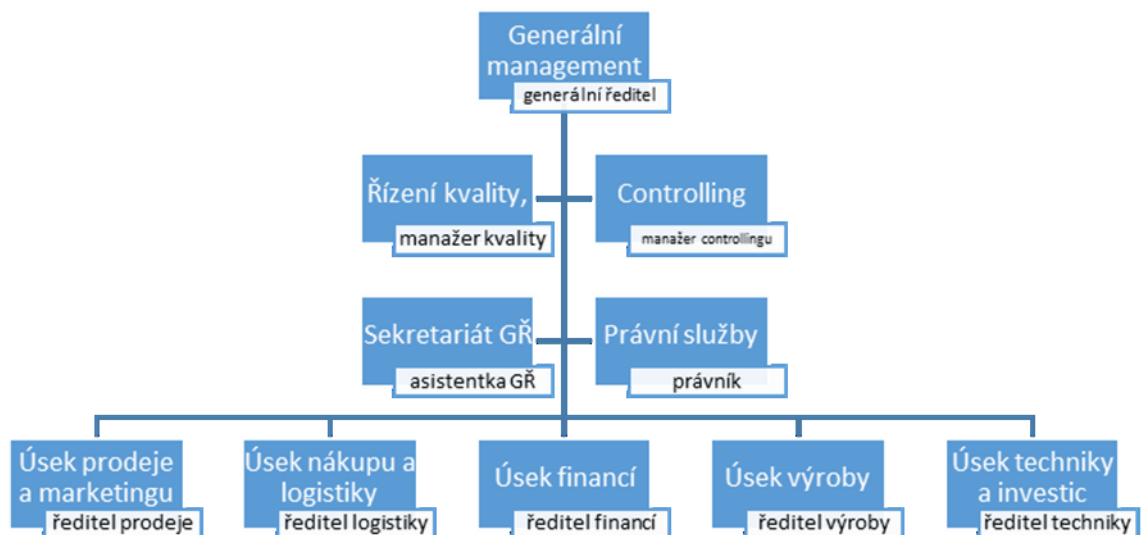 Generální
management
generální ředitel
Řízení kvality,
manažer kvality
Controlling
manažer controllingu
Sekretariát GŘ
asistentka GŘ
Právní služby
právník
Úsek prodeje
a marketingu
ředitel prodeje
Úsek nákupu a
logistiky
ředitel logistiky
Úsek financí
ředitel financí
Úsek výroby
ředitel výroby
Úsek techniky
a investic
ředitel techniky